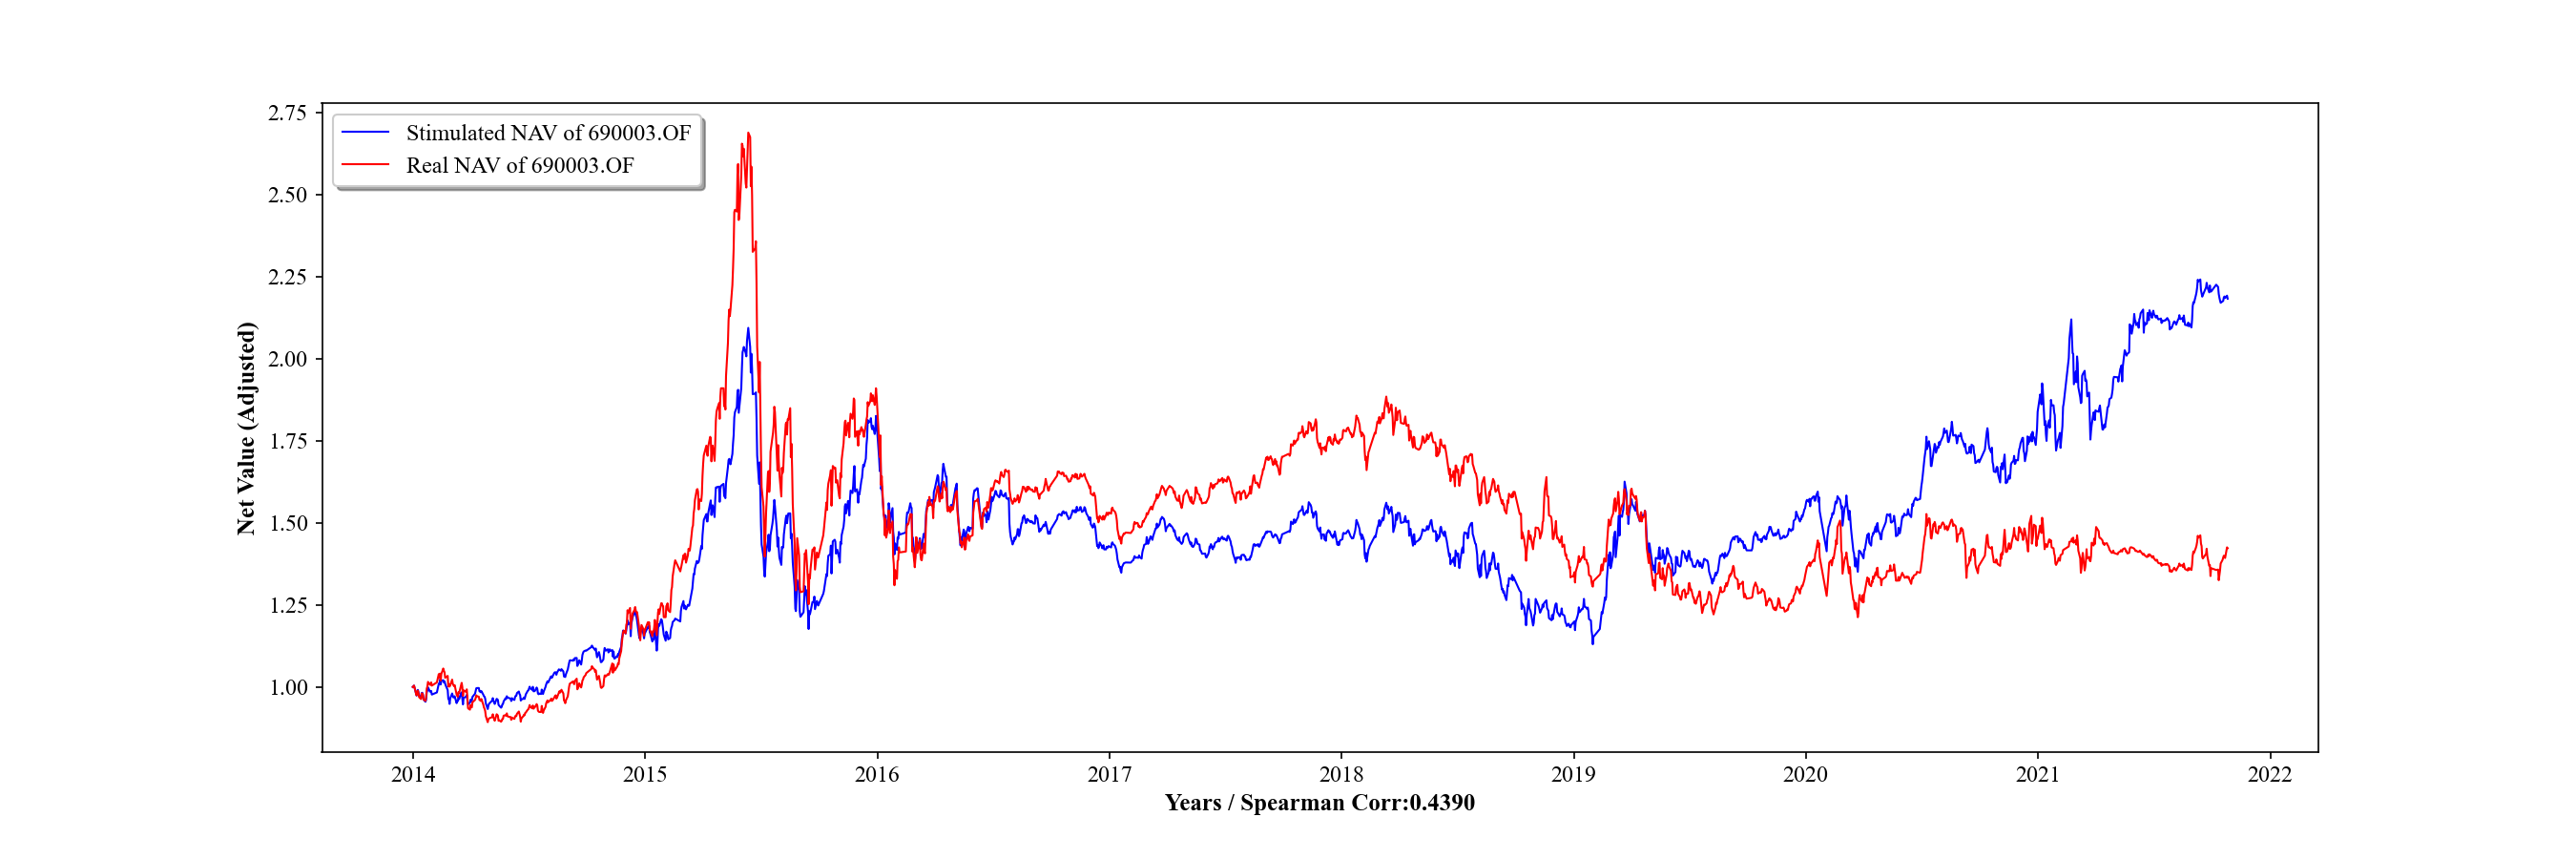 Stimulated NAV of 690003.OF
Real NAV of 690003.OF
Net Value (Adjusted)
2.75
2.50
2.25
2.00
1.75
1.50
1.25
1.00
2014 2015 2016 2017 2018 2019 2020 2021 2022
Years / Spearman Corr:0.4390